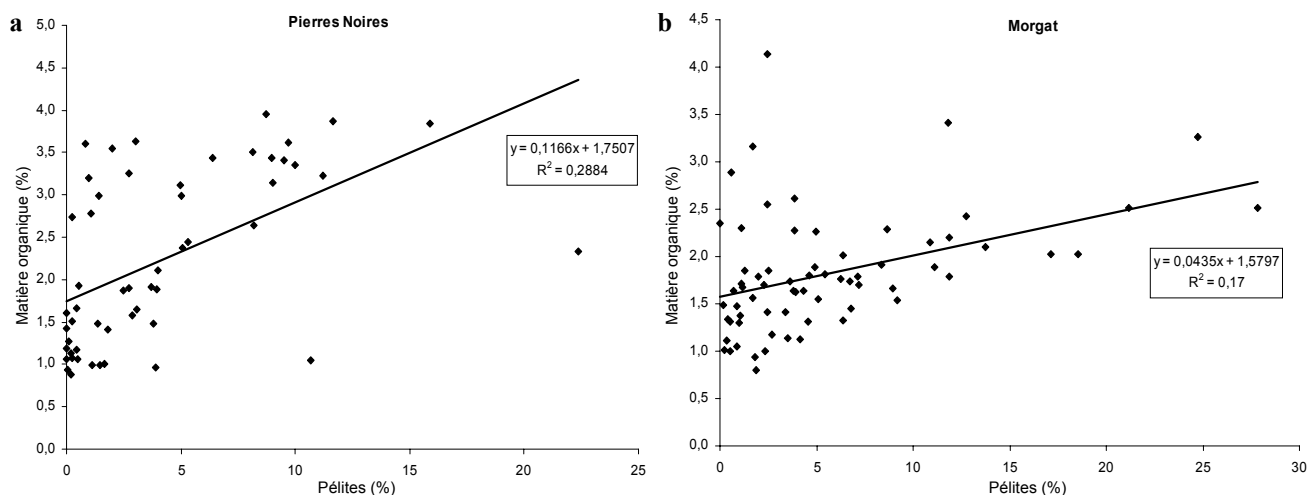 a
Pierres Noires
5,0
4,5
4,0
3,5
3,0
2,5
2,0
1,5
1,0
0,5
0,0
Matière organique (%)
y = 0,1166x + 1,7507
R² = 0,2884
0 5 10 15 20 25
Pélites (%)
b
Morgat
4,5
4,0
3,5
3,0
2,5
2,0
1,5
1,0
0,5
0,0
Matière organique (%)
y = 0,0435x + 1,5797
R² = 0,17
0 5 10 15 20 25 30
Pélites (%)